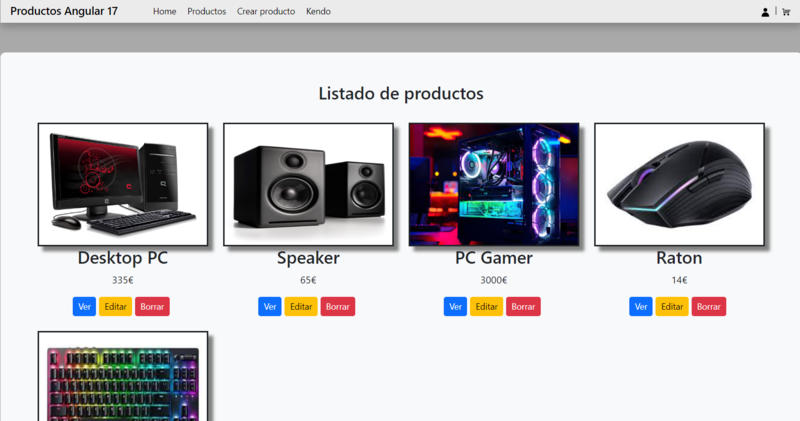 Productos Angular 17 Home Productos Crear producto Kendo |
Listado de productos
Desktop PC Speaker PC Gamer Raton
335€ 65€ 3000€ 14€
Ver Editar Borrar Ver Editar Borrar Ver Editar Borrar Ver Editar Borrar